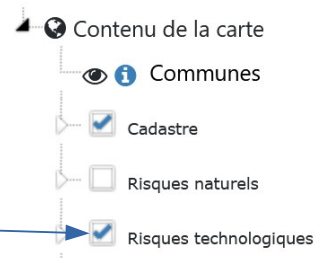 Contenu de la carte
Communes
Cadastre
Risques naturels
Risques technologiques